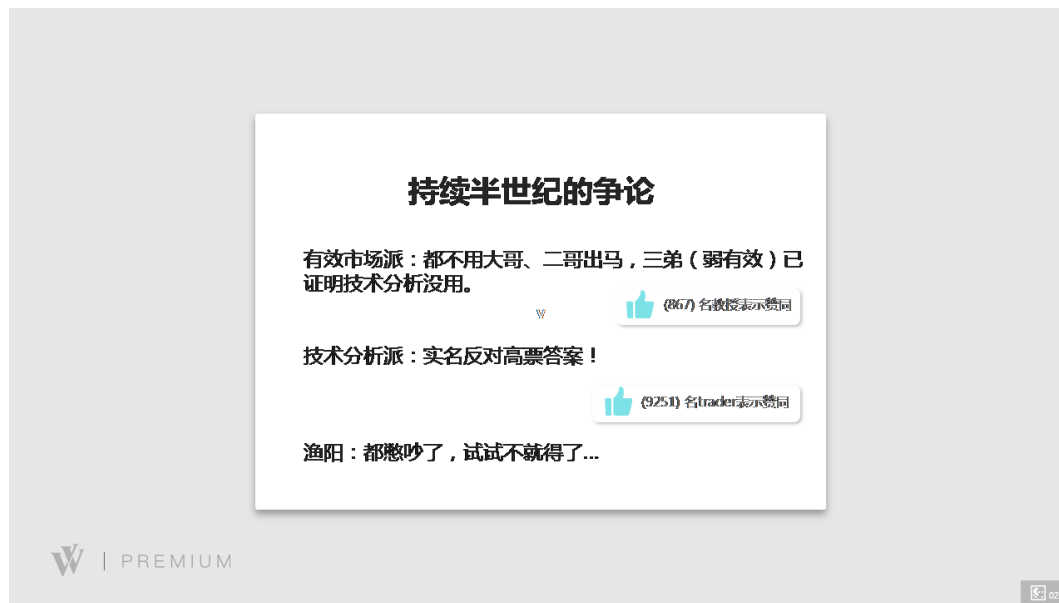 持续半世纪的争论
有效市场派：都不用大哥、二哥出马，三弟（弱有效）已
证明技术分析没用。
(867) 名教授表示赞同
W
技术分析派：实名反对高票答案！
(9251) 名trader表示赞同
渔阳：都憋吵了，试试不就得了...
W | PREMIUM
02